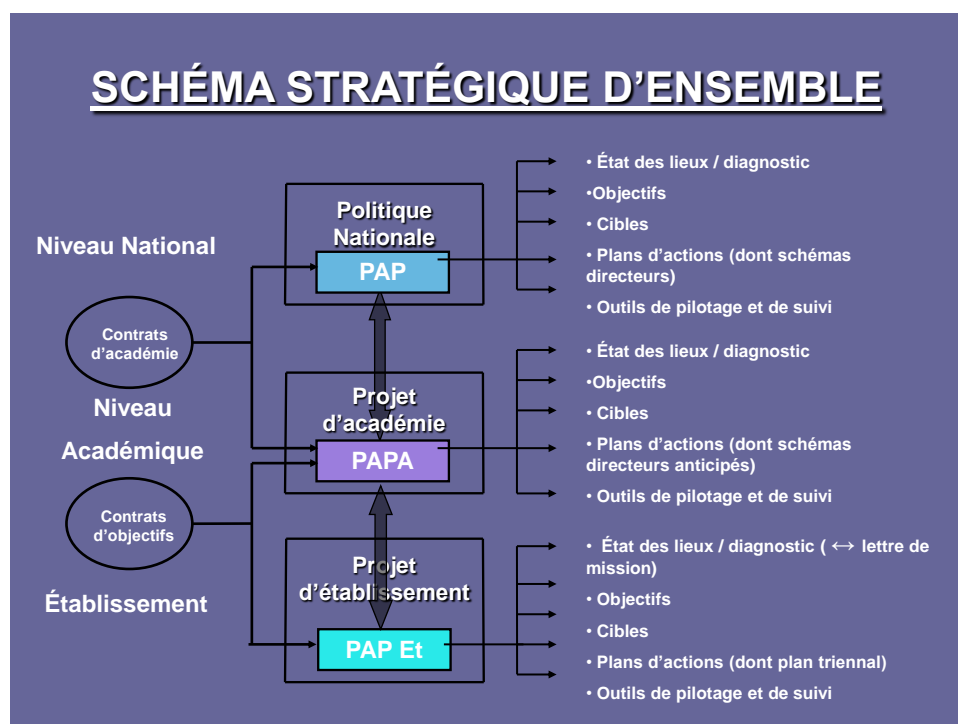 SCHÉMA STRATÉGIQUE D'ENSEMBLE
Niveau National
Contrats
d'académie
Niveau
Académique
Contrats
d'objectifs
Établissement
Politique
Nationale
PAP
Projet
d'académie
PAPA
Projet
d'établissement
PAP Et
• État des lieux / diagnostic
•Objectifs
• Cibles
• Plans d'actions (dont schémas
directeurs)
• Outils de pilotage et de suivi
• État des lieux / diagnostic
•Objectifs
• Cibles
• Plans d'actions (dont schémas
directeurs anticipés)
• Outils de pilotage et de suivi
• État des lieux / diagnostic ( ↔ lettre de
mission)
• Objectifs
• Cibles
• Plans d'actions (dont plan triennal)
• Outils de pilotage et de suivi